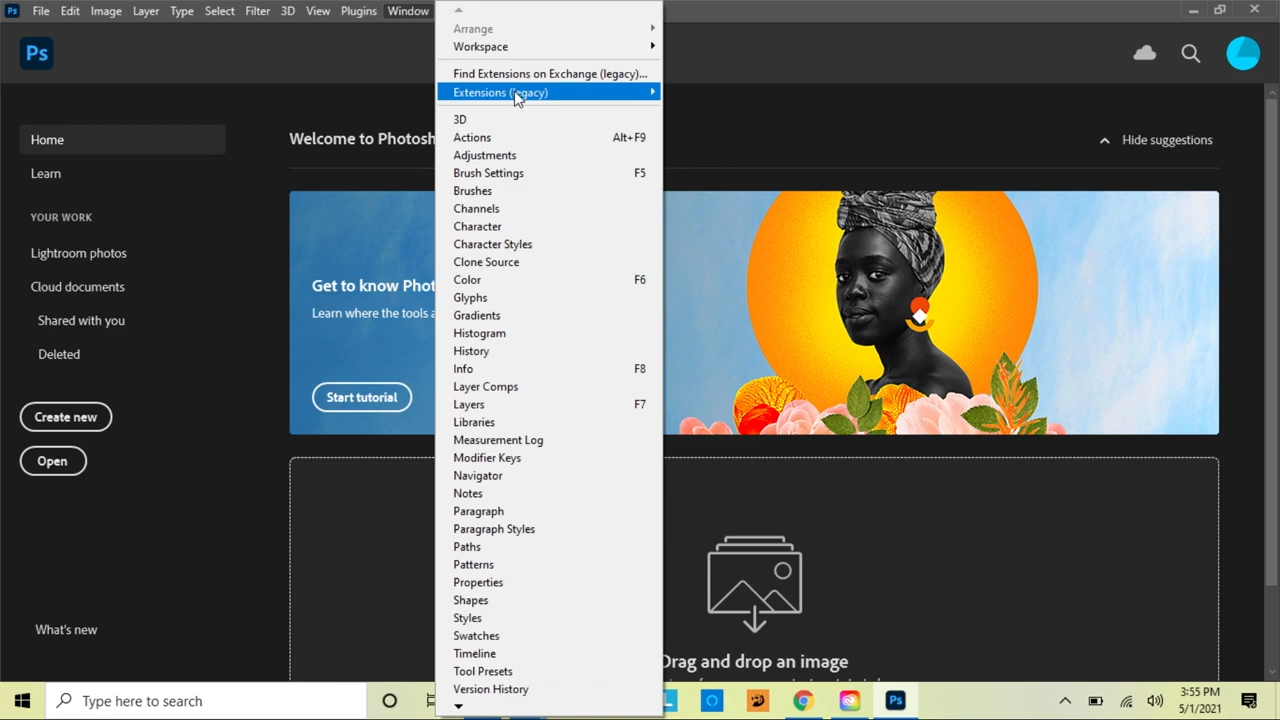 File Edit Image Layer Type Select Filter 3D View Plugins Window
Ps
Home
Learn
YOUR WORK
Lightroom photos
Cloud documents
Shared with you
Deleted
Create new
Open
What's new
Arrange
Workspace
Find Extensions on Exchange (legacy)...
Extensions (legacy)
3D
Actions Alt+F9
Adjustments
Brush Settings F5
Brushes
Channels
Character
Character Styles
Clone Source
Color F6
Glyphs
Gradients
Histogram
History
Info F8
Layer Comps
Layers F7
Libraries
Measurement Log
Modifier Keys
Navigator
Notes
Paragraph
Paragraph Styles
Paths
Patterns
Properties
Shapes
Styles
Swatches
Timeline
Tool Presets
Version History
Welcome to Photosh
Hide suggestions
Get to know Phot
Learn where the tools a
Start tutorial
Drag and drop an image
Type here to search
Ps
3:55 PM
5/1/2021